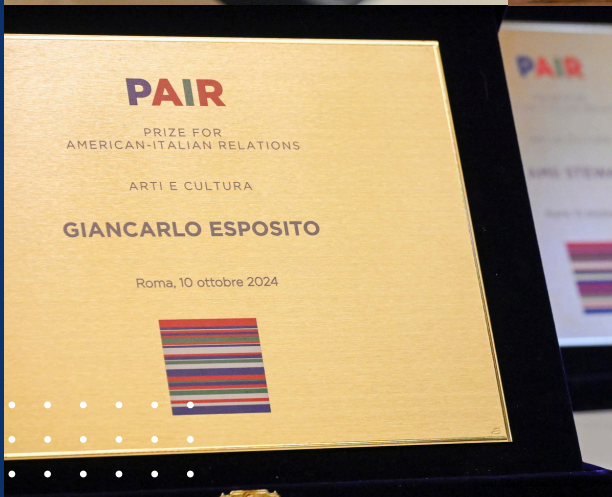 PAIR
PRIZE FOR
AMERICAN-ITALIAN RELATIONS
ARTI E CULTURA
GIANCARLO ESPOSITO
Roma, 10 ottobre 2024
PAIR